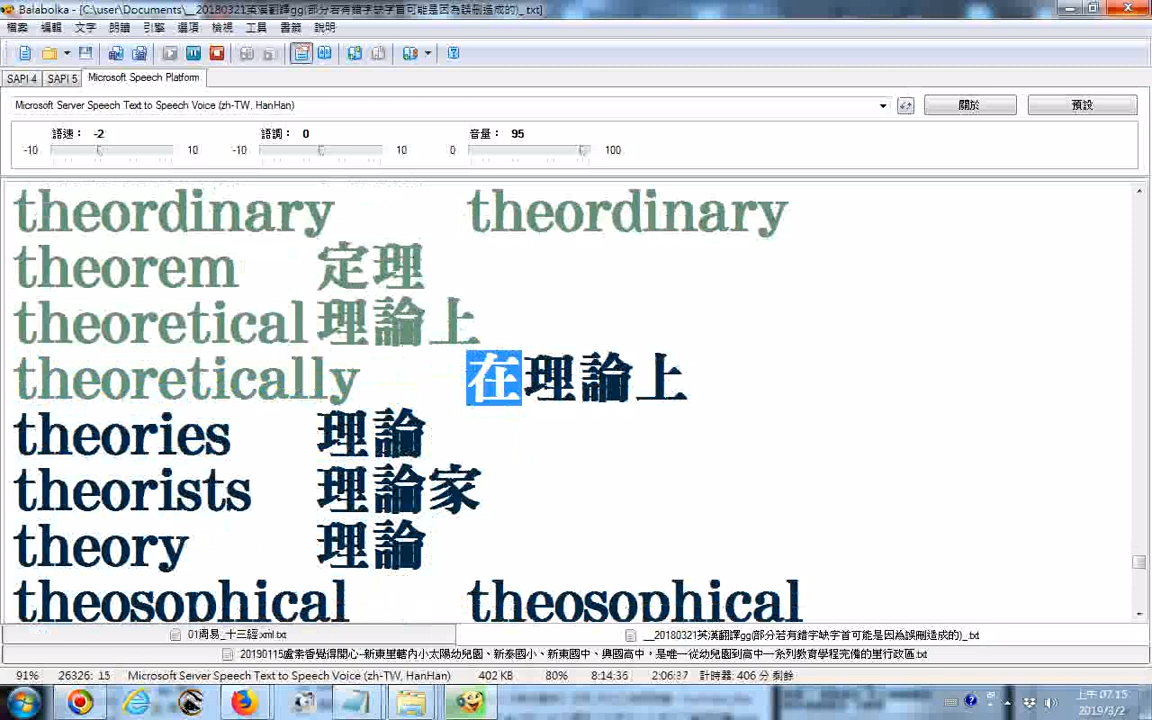 Balabolka - [C:\user\Documents\__20180321英漢翻譯gg(部分若有錯字缺字首可能是因為誤刪造成的)_.txt]
檔案 編輯 文字 朗讀 引擎 選項 檢視 工具 書籤 說明
SAPI 4 SAPI 5 Microsoft Speech Platform
Microsoft Server Speech Text to Speech Voice (zh-TW, HanHan) 關於 預設
語速: -2 語調: 0 音量: 95
-10 10 -10 10 0 100
theordinary theordinary
theorem 定理
theoretical 理論上
theoretically 在理論上
theories 理論
theorists 理論家
theory 理論
theosophical theosophical
01周易_十三經.xml.txt __20180321英漢翻譯gg(部分若有錯字缺字首可能是因為誤刪造成的)_.txt
20190115盧素香覺得開心-新東里轄內小太陽幼兒園、新泰國小、新東國中、興國高中，是唯一從幼兒園到高中一系列教育學程完備的里行政區.txt
91% 26326: 15 Microsoft Server Speech Text to Speech Voice (zh-TW, HanHan) 402 KB 80% 8:14:36 2:06:37 計時器: 406 分 剩餘
上午 07:15
2019/3/2